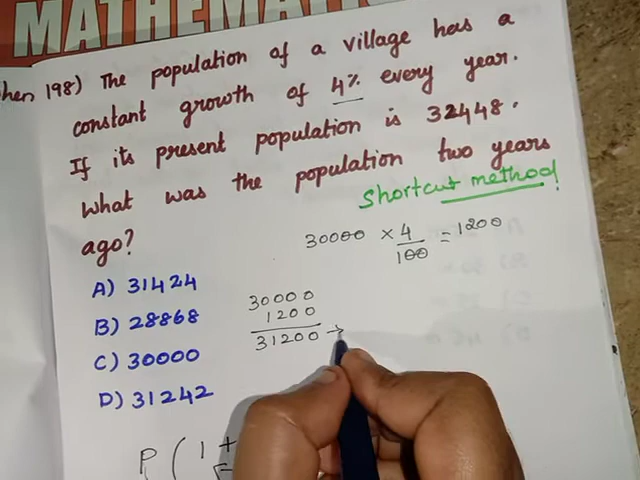 MATHEMATIC
198) The population of a village has a
constant growth of 4% every year.
If its present population is 32448.
What was the population two years
ago?
Shortcut method!
30000 × 4/100 = 1200
A) 31424
B) 28868
C) 30000
D) 31242
30000
1200
31200 →
P ( 1 +